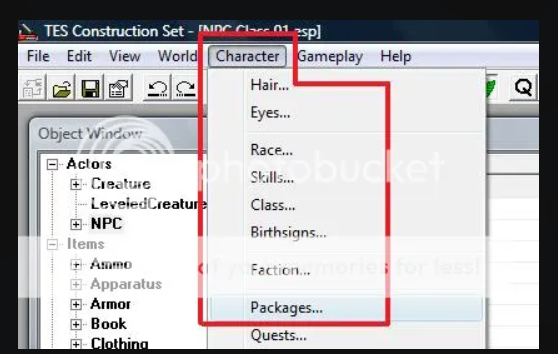 TES Construction Set - [NPC Class 01.esp]
File Edit View World Character Gameplay Help
Hair...
Eyes...
Race...
Skills...
Class...
Birthsigns...
Faction...
Packages...
Quests...
Object Window
Actors
Creature
LeveledCreature
NPC
Items
Ammo
Apparatus
Armor
Book
Clothing
photobucket
of your memories for less!